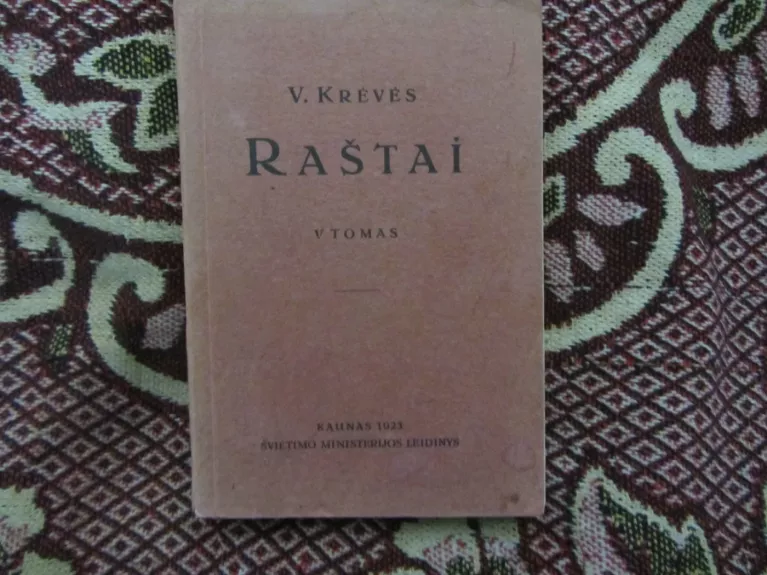 V. KRĖVĖS
RAŠTAİ
V TOMAS
KAUNAS 1923
ŠVIETIMO MINISTERIJOS LEIDINYS